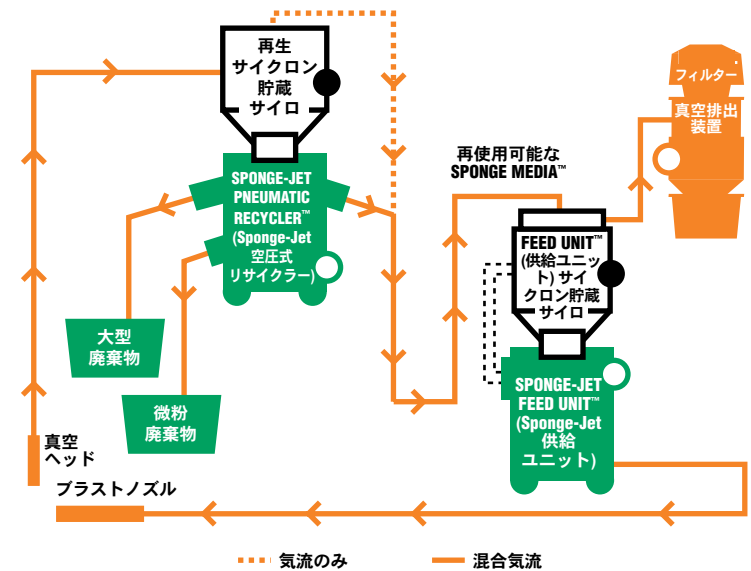 再生
サイクロン
貯蔵
サイロ
SPONGE-JET
PNEUMATIC
RECYCLER™
(Sponge-Jet
空圧式
リサイクラー)
大型
廃棄物
微粉
廃棄物
真空
ヘッド
ブラストノズル
再使用可能な
SPONGE MEDIA™
FEED UNIT™
(供給ユニッ
ト) サイ
クロン貯蔵
サイロ
SPONGE-JET
FEED UNIT™
(Sponge-Jet
供給
ユニット)
フィルター
真空排出
装置
気流のみ
混合気流